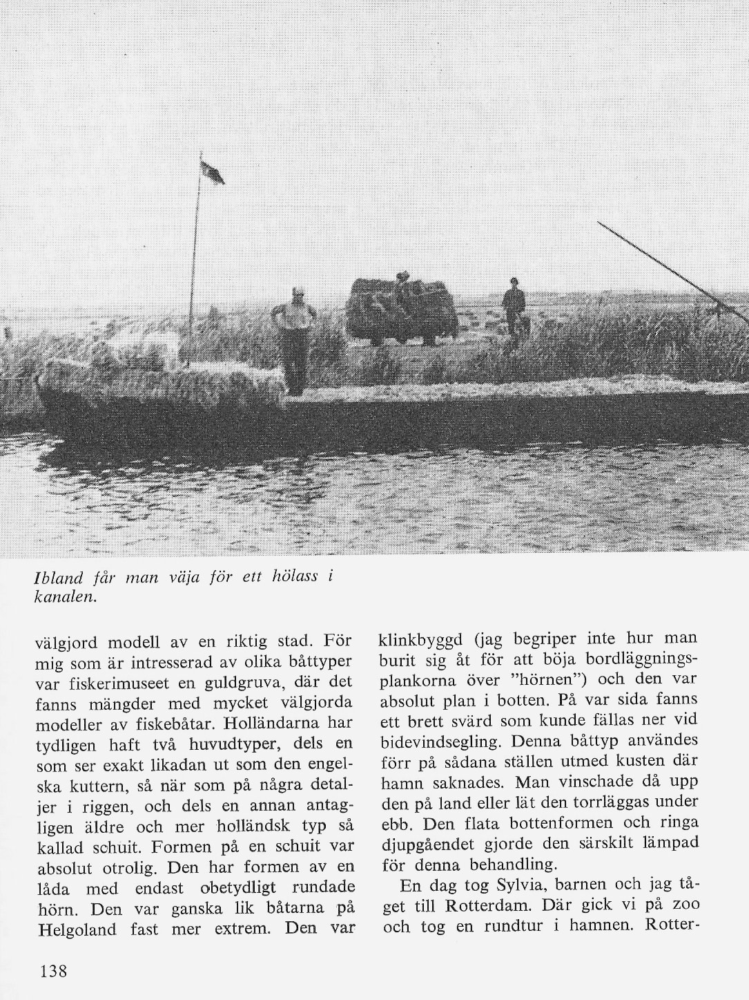 Ibland får man väja för ett hölass i
kanalen.
välgjord modell av en riktig stad. För
mig som är intresserad av olika båttyper
var fiskerimuseet en guldgruva, där det
fanns mängder med mycket välgjorda
modeller av fiskebåtar. Holländarna har
tydligen haft två huvudtyper, dels en
som ser exakt likadan ut som den engel-
ska kuttern, så när som på några detal-
jer i riggen, och dels en annan antag-
ligen äldre och mer holländsk typ så
kallad schuit. Formen på en schuit var
absolut otrolig. Den har formen av en
låda med endast obetydligt rundade
hörn. Den var ganska lik båtarna på
Helgoland fast mer extrem. Den var
klinkbyggd (jag begriper inte hur man
burit sig åt för att böja bordläggnings-
plankorna över ”hörnen”) och den var
absolut plan i botten. På var sida fanns
ett brett svärd som kunde fällas ner vid
bidevindsegling. Denna båttyp användes
förr på sådana ställen utmed kusten där
hamn saknades. Man vinschade då upp
den på land eller lät den torrläggas under
ebb. Den flata bottenformen och ringa
djupgåendet gjorde den särskilt lämpad
för denna behandling.
En dag tog Sylvia, barnen och jag tå-
get till Rotterdam. Där gick vi på zoo
och tog en rundtur i hamnen. Rotter-
138